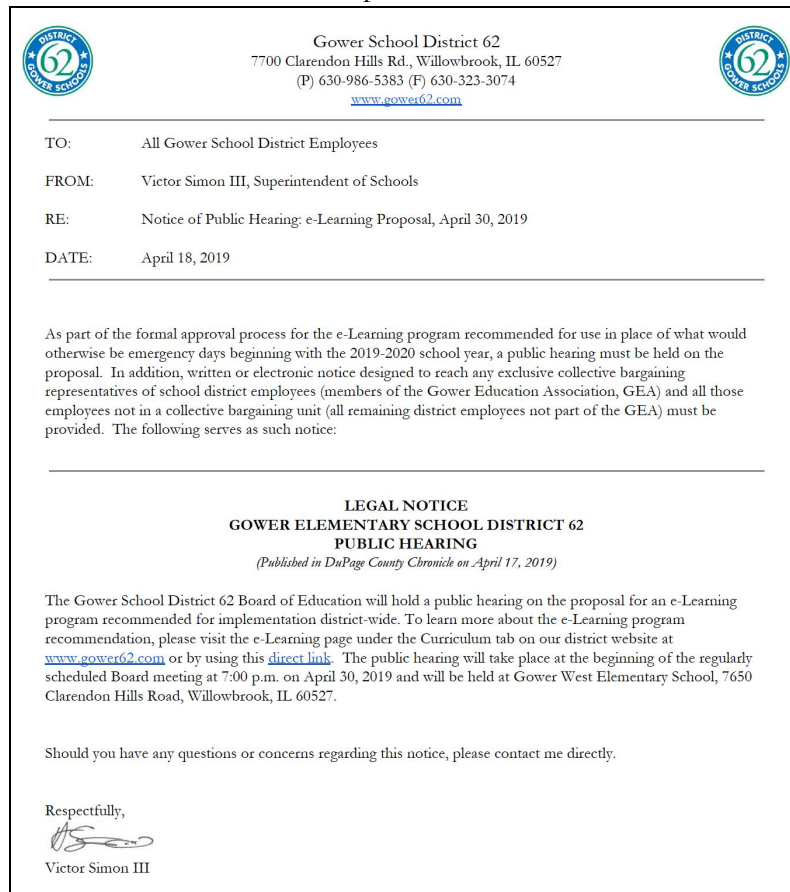 DISTRICT
62
GOWER SCHOOLS
Gower School District 62
7700 Clarendon Hills Rd., Willowbrook, IL 60527
(P) 630-986-5383 (F) 630-323-3074
www.gower62.com
DISTRICT
62
GOWER SCHOOLS
TO: All Gower School District Employees
FROM: Victor Simon III, Superintendent of Schools
RE: Notice of Public Hearing: e-Learning Proposal, April 30, 2019
DATE: April 18, 2019
As part of the formal approval process for the e-Learning program recommended for use in place of what would
otherwise be emergency days beginning with the 2019-2020 school year, a public hearing must be held on the
proposal. In addition, written or electronic notice designed to reach any exclusive collective bargaining
representatives of school district employees (members of the Gower Education Association, GEA) and all those
employees not in a collective bargaining unit (all remaining district employees not part of the GEA) must be
provided. The following serves as such notice:
LEGAL NOTICE
GOWER ELEMENTARY SCHOOL DISTRICT 62
PUBLIC HEARING
(Published in DuPage County Chronicle on April 17, 2019)
The Gower School District 62 Board of Education will hold a public hearing on the proposal for an e-Learning
program recommended for implementation district-wide. To learn more about the e-Learning program
recommendation, please visit the e-Learning page under the Curriculum tab on our district website at
www.gower62.com or by using this direct link. The public hearing will take place at the beginning of the regularly
scheduled Board meeting at 7:00 p.m. on April 30, 2019 and will be held at Gower West Elementary School, 7650
Clarendon Hills Road, Willowbrook, IL 60527.
Should you have any questions or concerns regarding this notice, please contact me directly.
Respectfully,
Victor Simon III